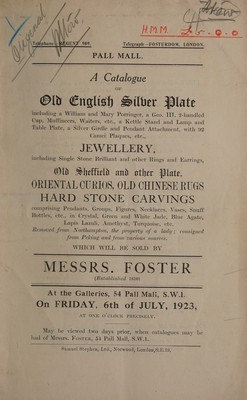 Original
HMM
Telephone—REGENT 969.
Telegraph—FOSTERDOM, LONDON.
PALL MALL.
A Catalogue
OF
Old English Silver Plate
including a William and Mary Porringer, a Geo. III. 2-handled
Cup, Muffineers, Waiters, etc., a Kettle Stand and Lamp and
Table Plate, a Silver Girdle and Pendant Attachment, with 92
Cameí Plaques, etc.,
JEWELLERY,
including Single Stone Brilliant and other Rings and Earrings,
Old Sheffield and other Plate,
ORIENTAL CURIOS, OLD CHINESE RUGS
HARD STONE CARVINGS
comprising Pendants, Groups, Figures, Necklaces, Vases, Snuff
Bottles, etc., in Crystal, Green and White Jade, Blue Agate,
Lapis Lazuli, Amethyst, Turquoise, etc.
Removed from Northampton, the property of a lady; consigned
from Peking and from various sources.
WHICH WILL BE SOLD BY
MESSRS. FOSTER
(Established 1810)
At the Galleries, 54 Pall Mall, S.W.1.
On FRIDAY, 6th of JULY, 1923,
AT ONE O'CLOCK PRECISELY.
May be viewed two days prior, when catalogues may be
had of Messrs. FOSTER, 54 Pall Mall, S.W.1.
Samuel Stephen, Ltd., Norwood, London, S.E.19.